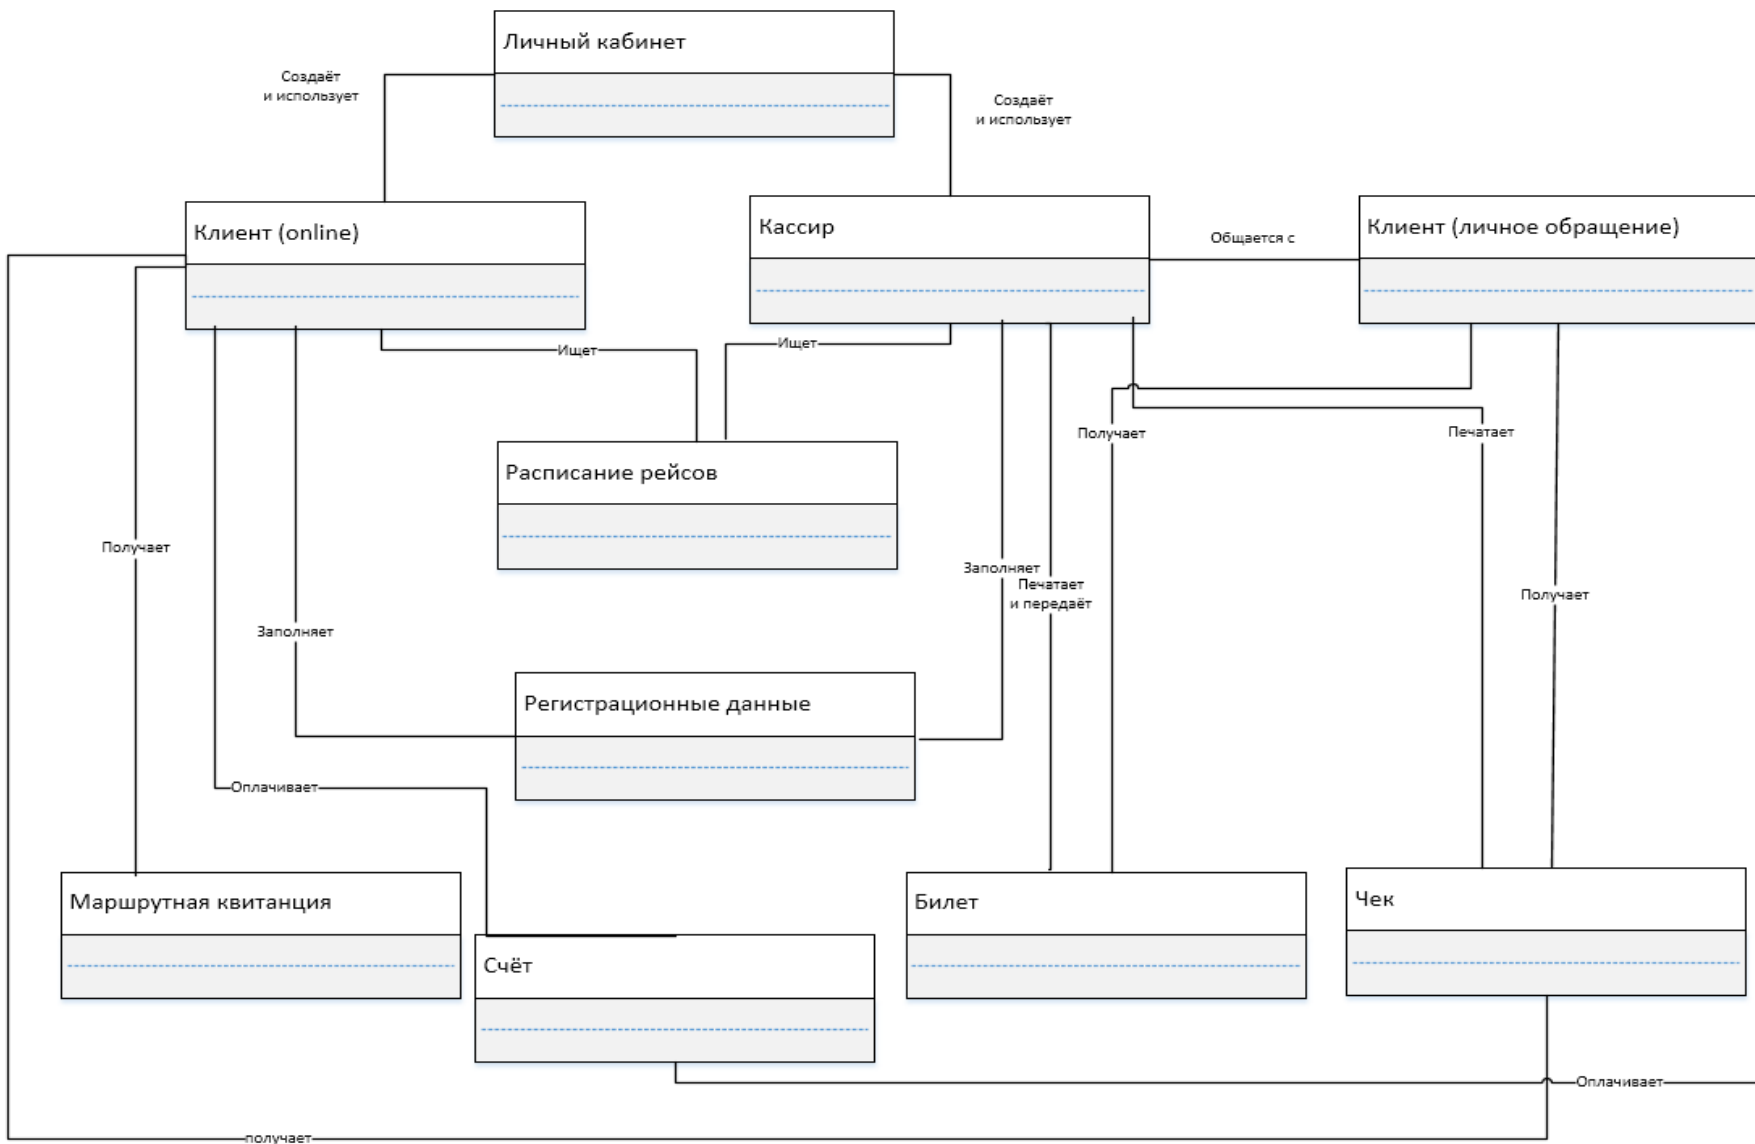 Личный кабинет
Создаёт
и использует
Создаёт
и использует
Клиент (online)
Кассир
Общается с
Клиент (личное обращение)
Ищет
Ищет
Получает
Печатает
Расписание рейсов
Получает
Заполняет
Печатает
и передаёт
Получает
Заполняет
Регистрационные данные
Оплачивает
Маршрутная квитанция
Билет
Чек
Счёт
Оплачивает
получает